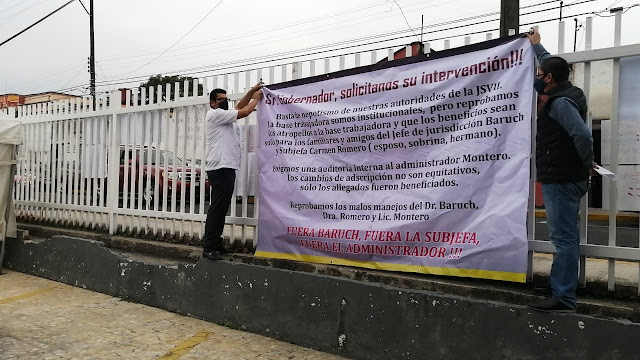 Sr. Gobernador, solicitamos su intervención!!!
Basta de nepotismo de nuestras autoridades de la JSVII.
La base trabajadora somos institucionales, pero reprobamos
los atropellos a la base trabajadora y que los beneficios sean
solo para los familiares y amigos del Jefe de jurisdicción Baruch
y Subjefa Carmen Romero ( esposo, sobrina, hermano).
Exigimos una auditoria interna al administrador Montero.
los cambios de adscripción no son equitativos,
sólo los allegados fueron beneficiados.
Reprobamos los malos manejos del Dr. Baruch,
Dra. Romero y Lic. Montero
FUERA BARUCH, FUERA LA SUBJEFA,
FUERA EL ADMINISTRADOR !!!